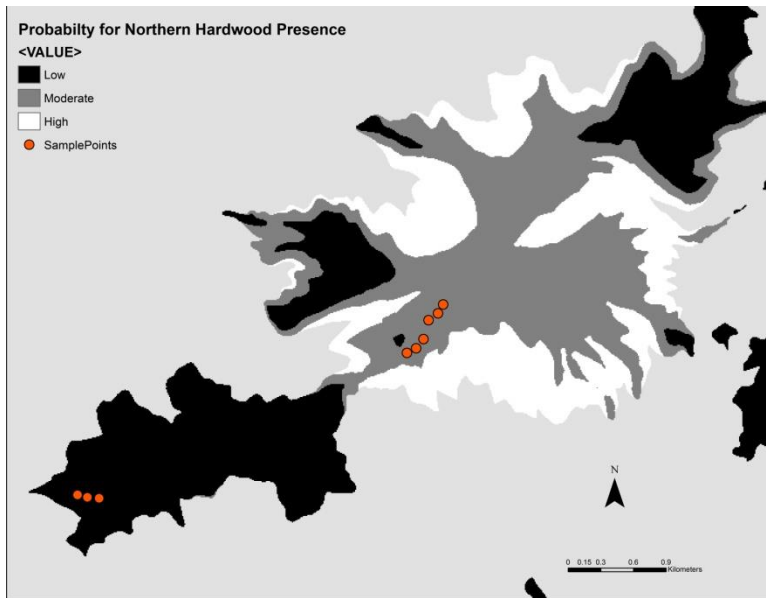 Probabilty for Northern Hardwood Presence
<VALUE>
Low
Moderate
High
SamplePoints
N
0 0.15 0.3 0.6 0.9
Kilometers